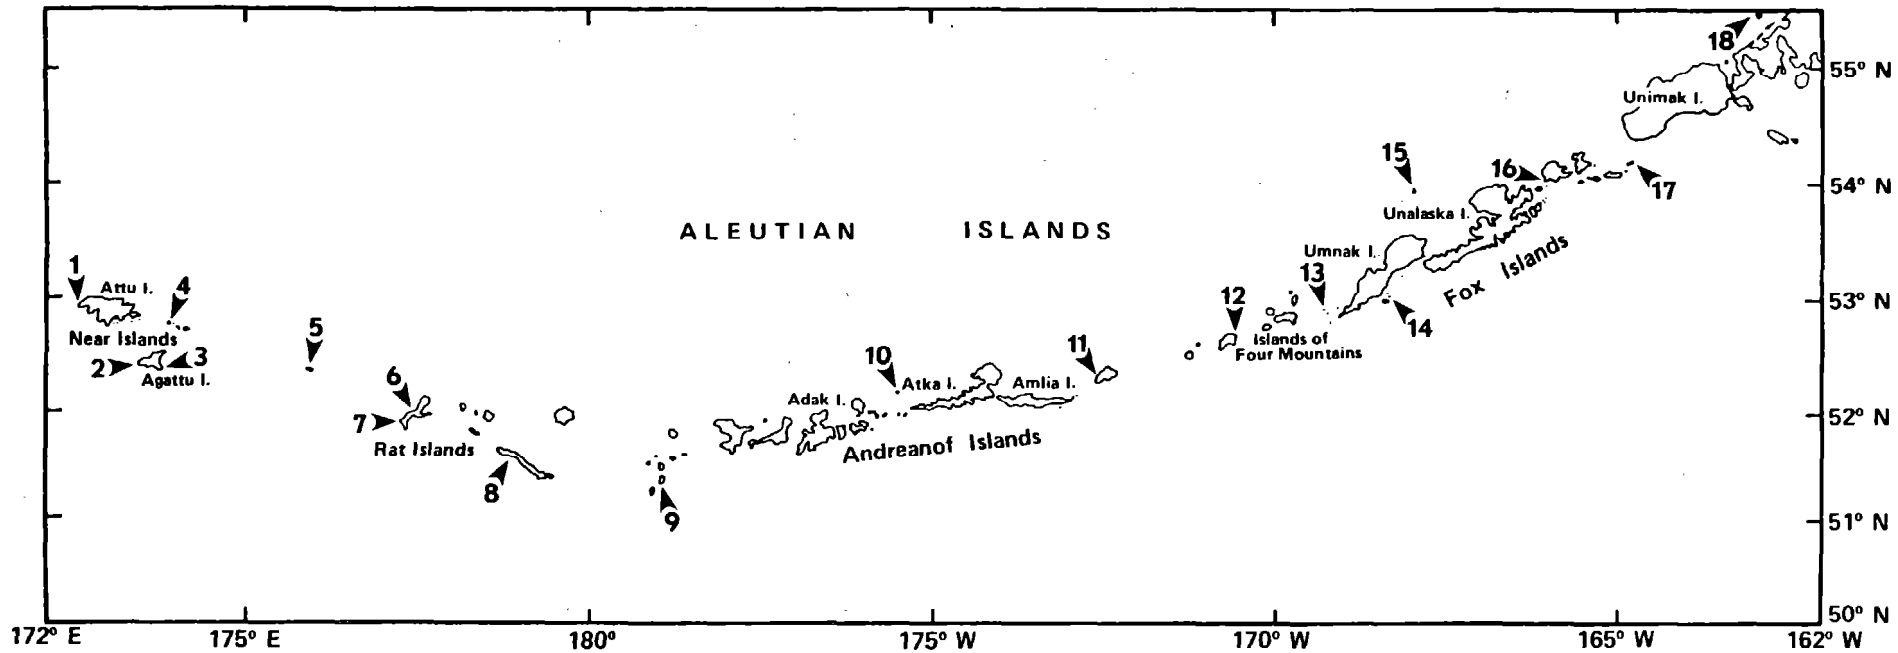 18
55° N
Unimak I.
15
16
17
54° N
Unalaska I.
ALEUTIAN ISLANDS
Umnak I.
Fox Islands
1
Attu I.
4
13
53° N
12
14
5
Near Islands
2
3
Agattu I.
Islands of
Four Mountains
11
10
6
Atka I.
Amlia I.
Adak I.
7
52° N
Rat Islands
Andreanof Islands
8
9
51° N
50° N
172° E
175° E
180°
175° W
170° W
165° W
162° W